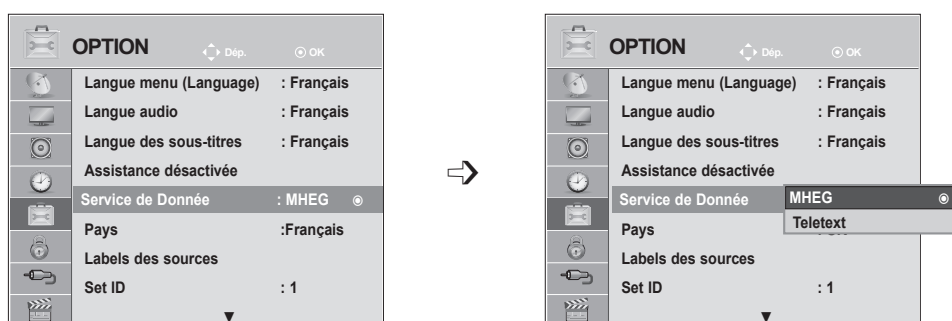 OPTION Dép. OK
Langue menu (Language) : Français
Langue audio : Français
Langue des sous-titres : Français
Assistance désactivée
Service de Donnée : MHEG
Pays :Français
Labels des sources
Set ID : 1
OPTION Dép. OK
Langue menu (Language) : Français
Langue audio : Français
Langue des sous-titres : Français
Assistance désactivée
Service de Donnée MHEG
Pays Teletext
Labels des sources
Set ID : 1